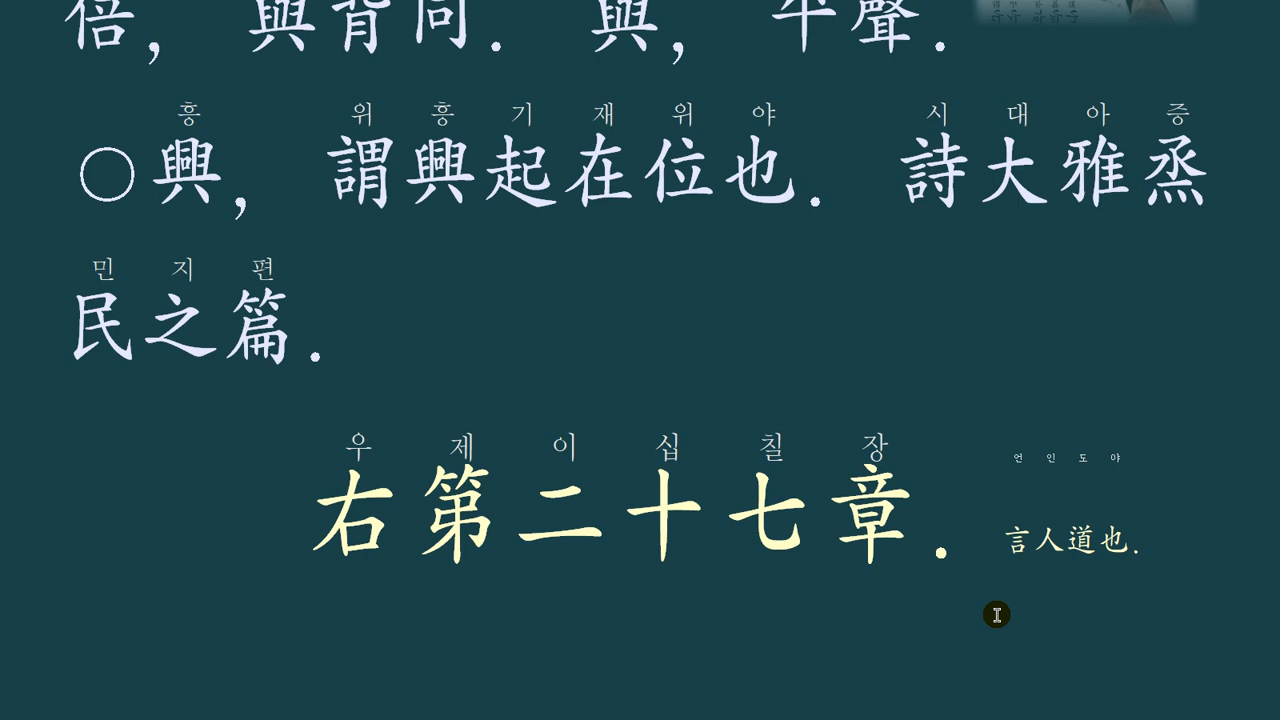 倍, 與背同. 與, 平聲.
흥 위 흥 기 재 위 야 시 대 아 증
○興, 謂興起在位也. 詩大雅烝
민 지 편
民之篇.
우 제 이 십 칠 장 언 인 도 야
右第二十七章. 言人道也.